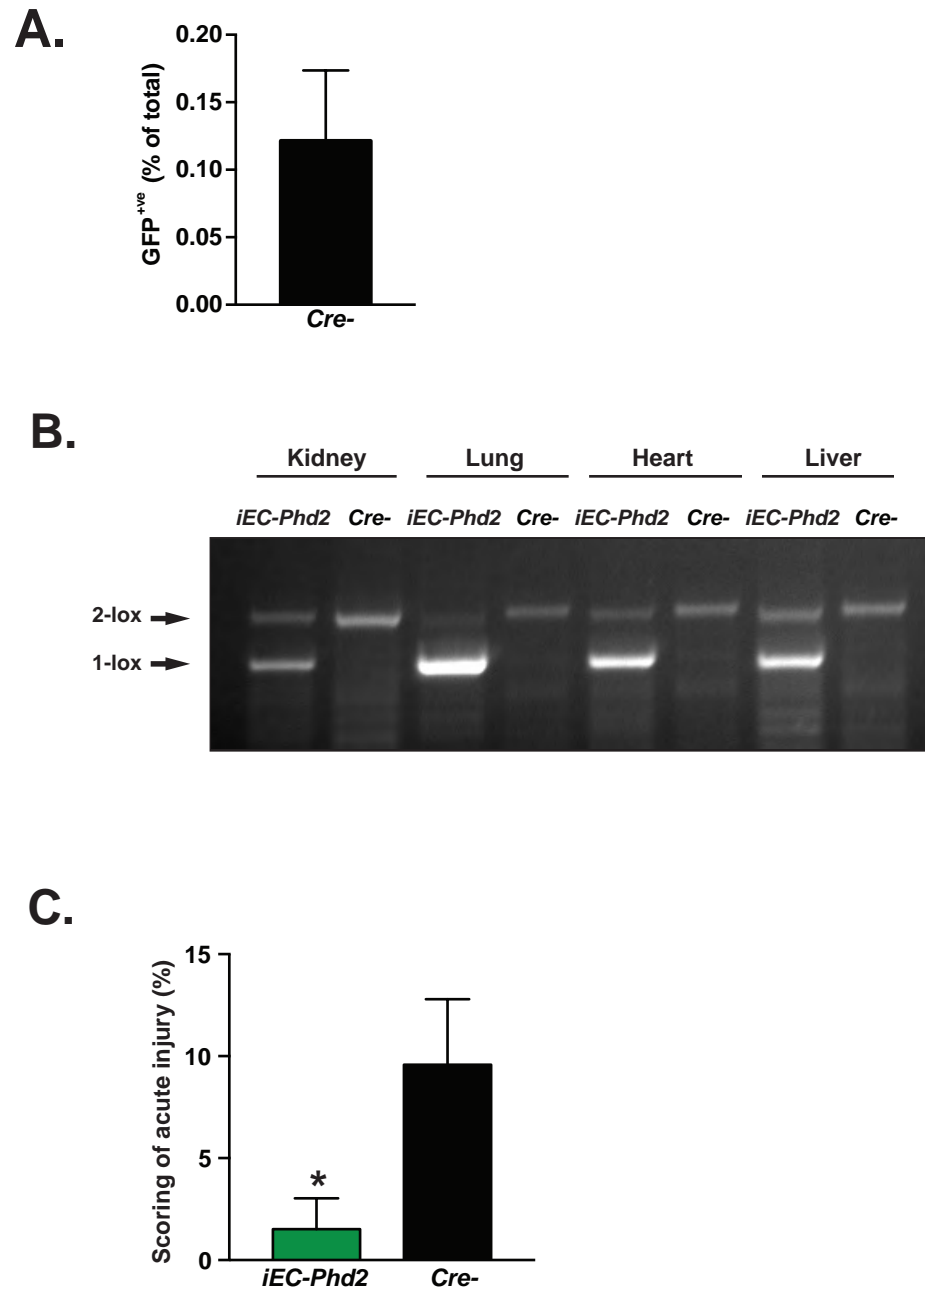 A.
GFP+ve (% of total)
0.20
0.15
0.10
0.05
0.00
Cre-
B.
Kidney Lung Heart Liver
iEC-Phd2 Cre- iEC-Phd2 Cre- iEC-Phd2 Cre- iEC-Phd2 Cre-
2-lox
1-lox
C.
Scoring of acute injury (%)
15
10
5
0
*
iEC-Phd2 Cre-